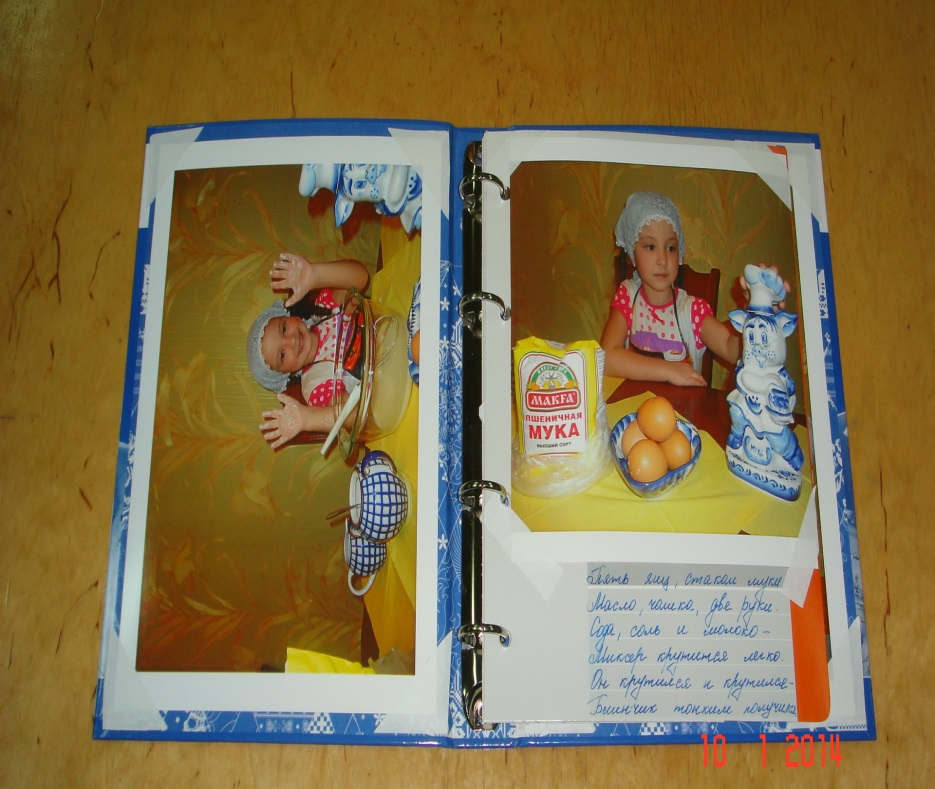 МАКFА
ПШЕНИЧНАЯ
МУКА
ВЫСШИЙ СОРТ
Пять яиц, стакан муки
Масло, чашка, две руки.
Сода, соль и молоко-
Миксер крутится легко.
Он крутился и крутился-
Блинчик тонким получился
10 1 2014